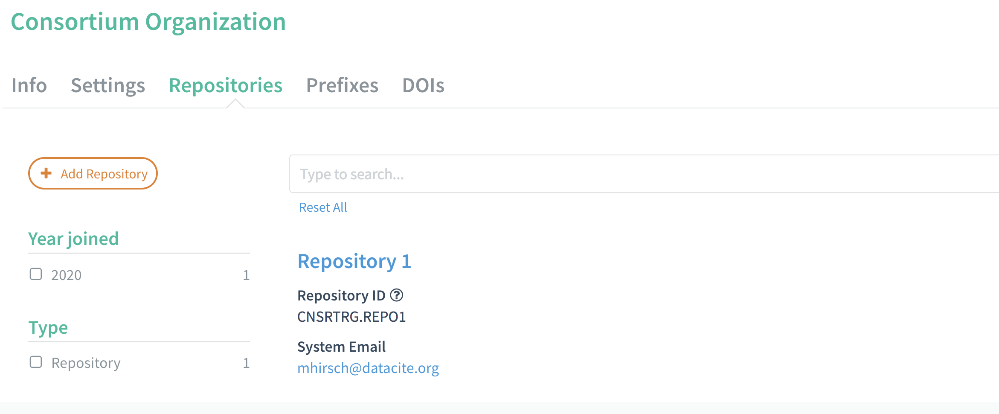 Consortium Organization
Info Settings Repositories Prefixes DOIs
Add Repository
Type to search...
Reset All
Year joined
2020 1
Type
Repository 1
Repository 1
Repository ID
CNSRTRG.REPO1
System Email
mhirsch@datacite.org